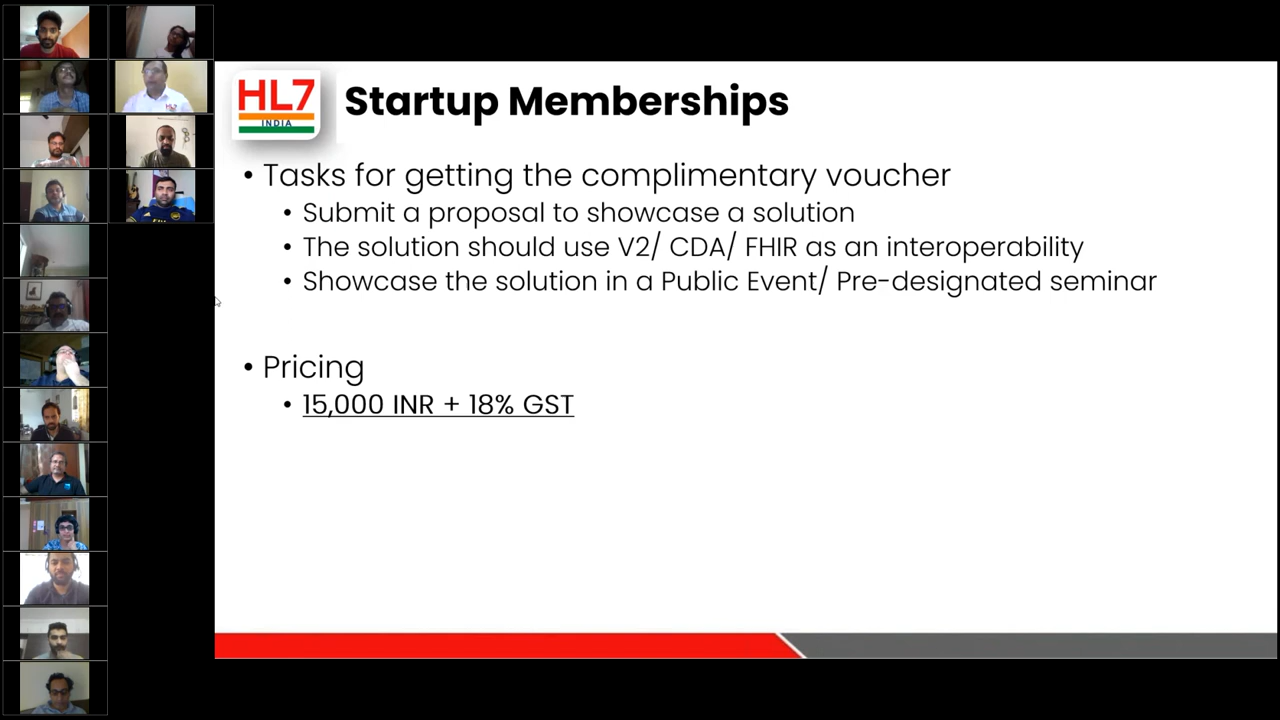 HL7
INDIA
Startup Memberships
• Tasks for getting the complimentary voucher
• Submit a proposal to showcase a solution
• The solution should use V2/ CDA/ FHIR as an interoperability
• Showcase the solution in a Public Event/ Pre-designated seminar
• Pricing
• 15,000 INR + 18% GST